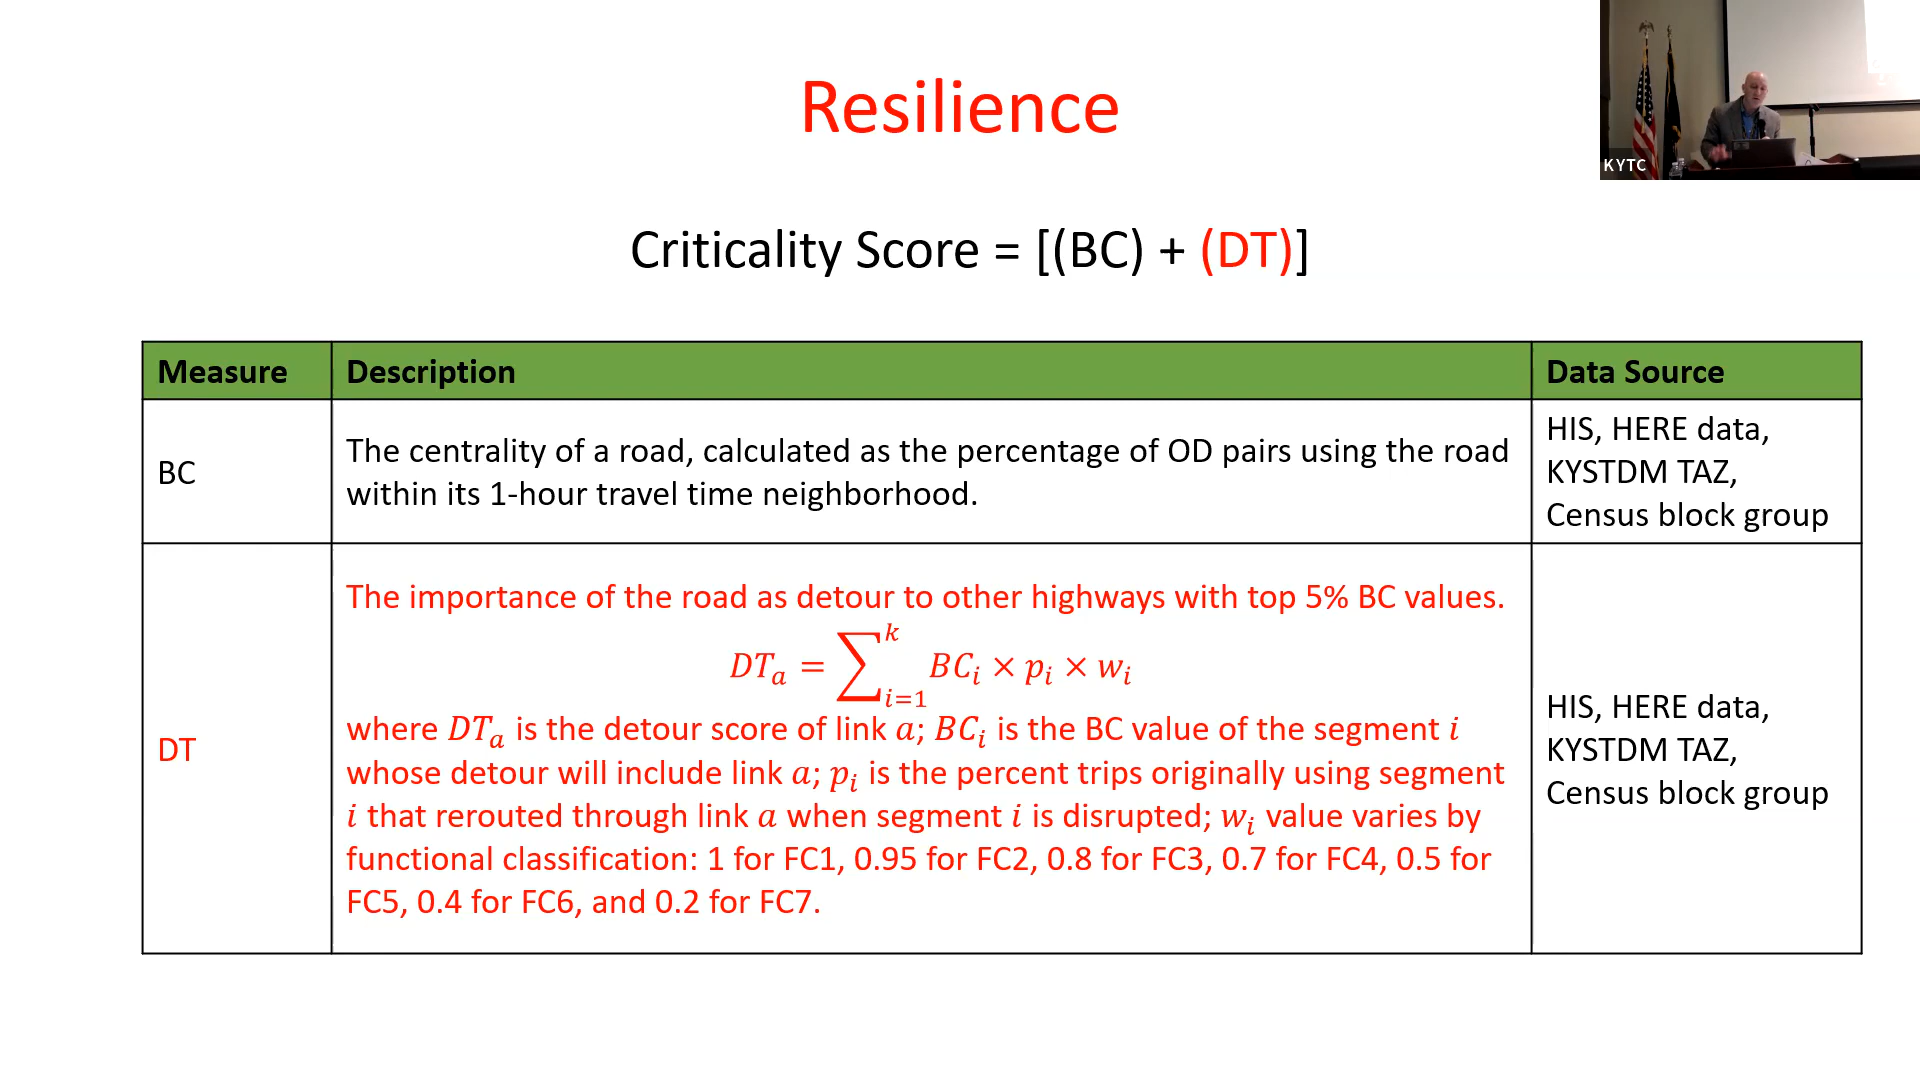 Resilience
KYTC
Criticality Score = [(BC) + (DT)]
Measure
Description
Data Source
BC
The centrality of a road, calculated as the percentage of OD pairs using the road
within its 1-hour travel time neighborhood.
HIS, HERE data,
KYSTDM TAZ,
Census block group
DT
The importance of the road as detour to other highways with top 5% BC values.
$DT_a = \sum_{i=1}^{k} BC_i \times p_i \times w_i$
where $DT_a$ is the detour score of link $a$; $BC_i$ is the BC value of the segment $i$
whose detour will include link $a$; $p_i$ is the percent trips originally using segment
$i$ that rerouted through link $a$ when segment $i$ is disrupted; $w_i$ value varies by
functional classification: 1 for FC1, 0.95 for FC2, 0.8 for FC3, 0.7 for FC4, 0.5 for
FC5, 0.4 for FC6, and 0.2 for FC7.
HIS, HERE data,
KYSTDM TAZ,
Census block group